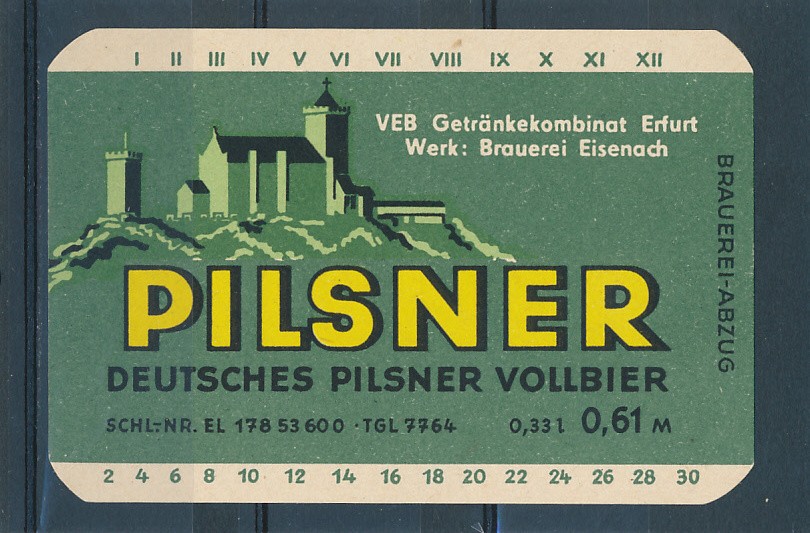 I II III IV V VI VII VIII IX X XI XII
VEB Getränkekombinat Erfurt
Werk: Brauerei Eisenach
BRAUEREI-ABZUG
PILSNER
DEUTSCHES PILSNER VOLLBIER
SCHL.-NR. EL 178 53 600 · TGL 7764 0,33 l 0,61 M
2 4 6 8 10 12 14 16 18 20 22 24 26 28 30